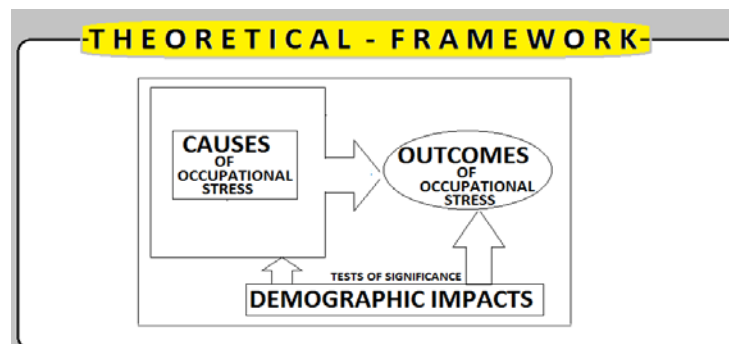 -THEORETICAL - FRAMEWORK-
CAUSES
OF
OCCUPATIONAL
STRESS
OUTCOMES
OF
OCCUPATIONAL
STRESS
TESTS OF SIGNIFICANCE
DEMOGRAPHIC IMPACTS